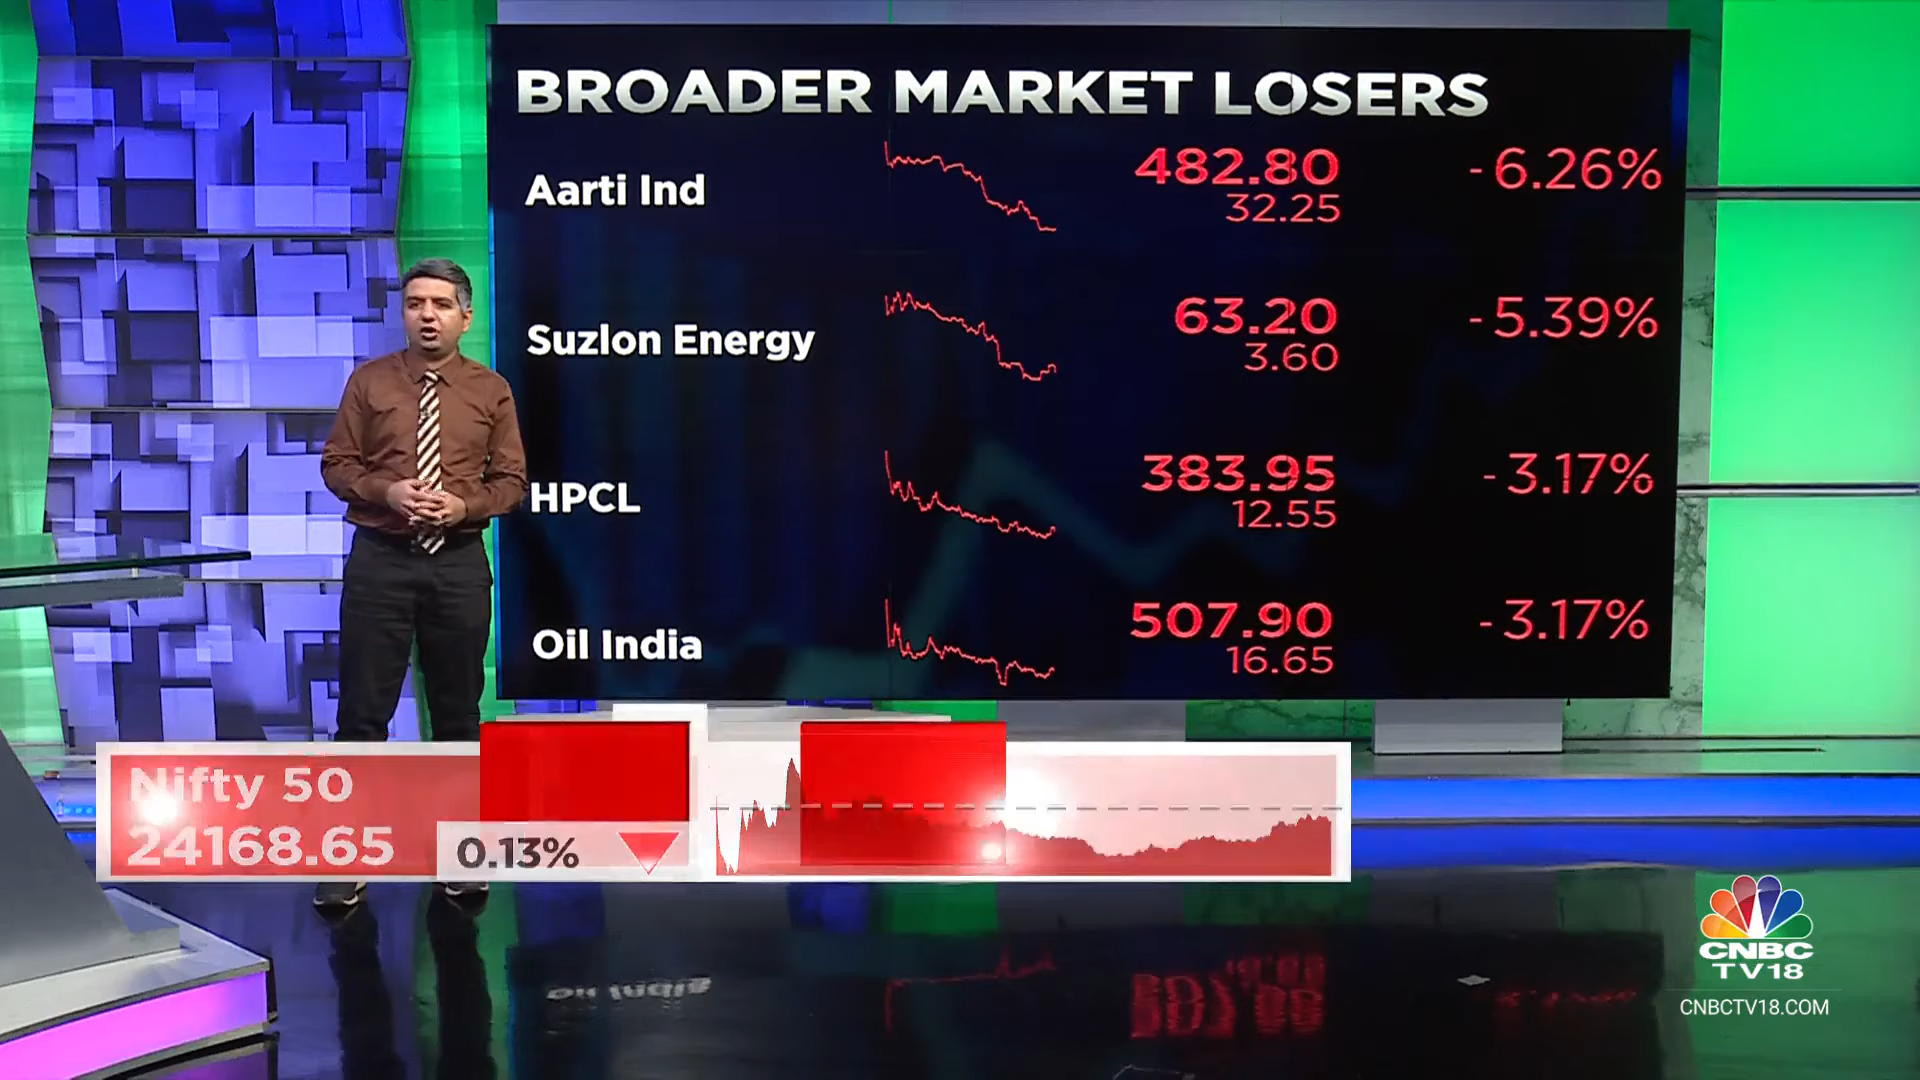 BROADER MARKET LOSERS
Aarti Ind 482.80 -6.26%
32.25
Suzlon Energy 63.20 -5.39%
3.60
HPCL 383.95 -3.17%
12.55
Oil India 507.90 -3.17%
16.65
Nifty 50
24168.65
0.13%
CNBC
TV18
CNBCTV18.COM